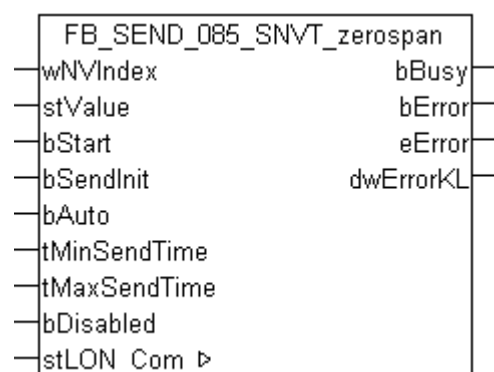 FB_SEND_085_SNVT_zerospan
wNVIndex bBusy
stValue bError
bStart eError
bSendInit dwErrorKL
bAuto
tMinSendTime
tMaxSendTime
bDisabled
stLON_Com ▷